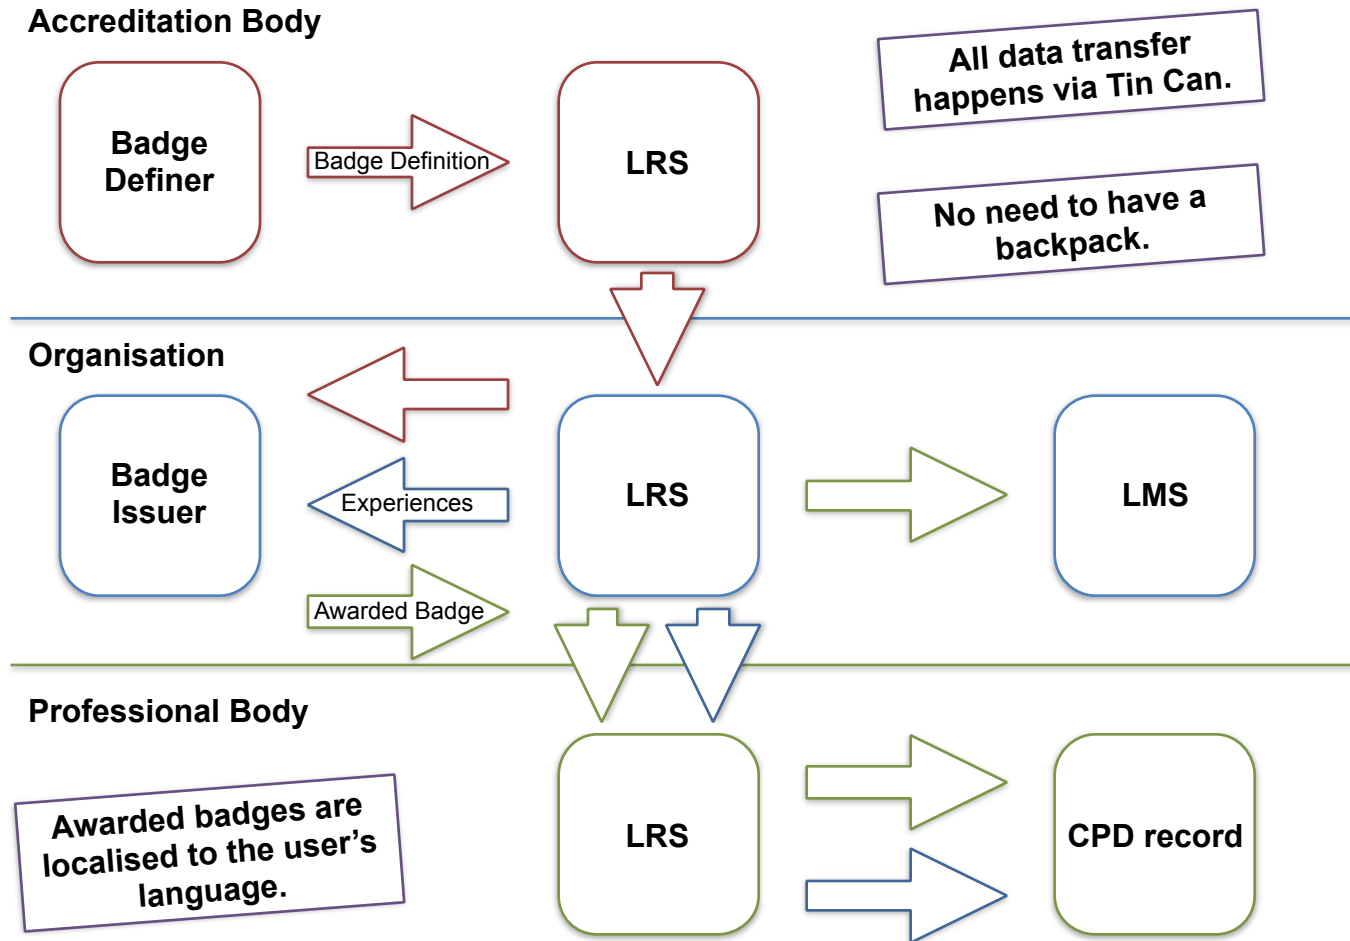 Accreditation Body
Badge
Definer
Badge Definition
LRS
All data transfer
happens via Tin Can.
No need to have a
backpack.
Organisation
Badge
Issuer
Experiences
Awarded Badge
LRS
LMS
Professional Body
Awarded badges are
localised to the user’s
language.
LRS
CPD record